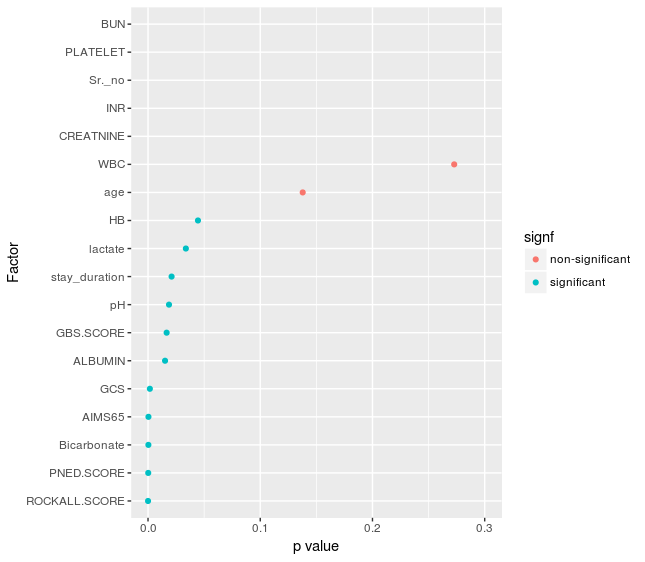 BUN
PLATELET
Sr._no
INR
CREATNINE
WBC
age
HB
lactate
stay_duration
pH
GBS.SCORE
ALBUMIN
GCS
AIMS65
Bicarbonate
PNED.SCORE
ROCKALL.SCORE
Factor
0.0 0.1 0.2 0.3
p value
signf
non-significant
significant